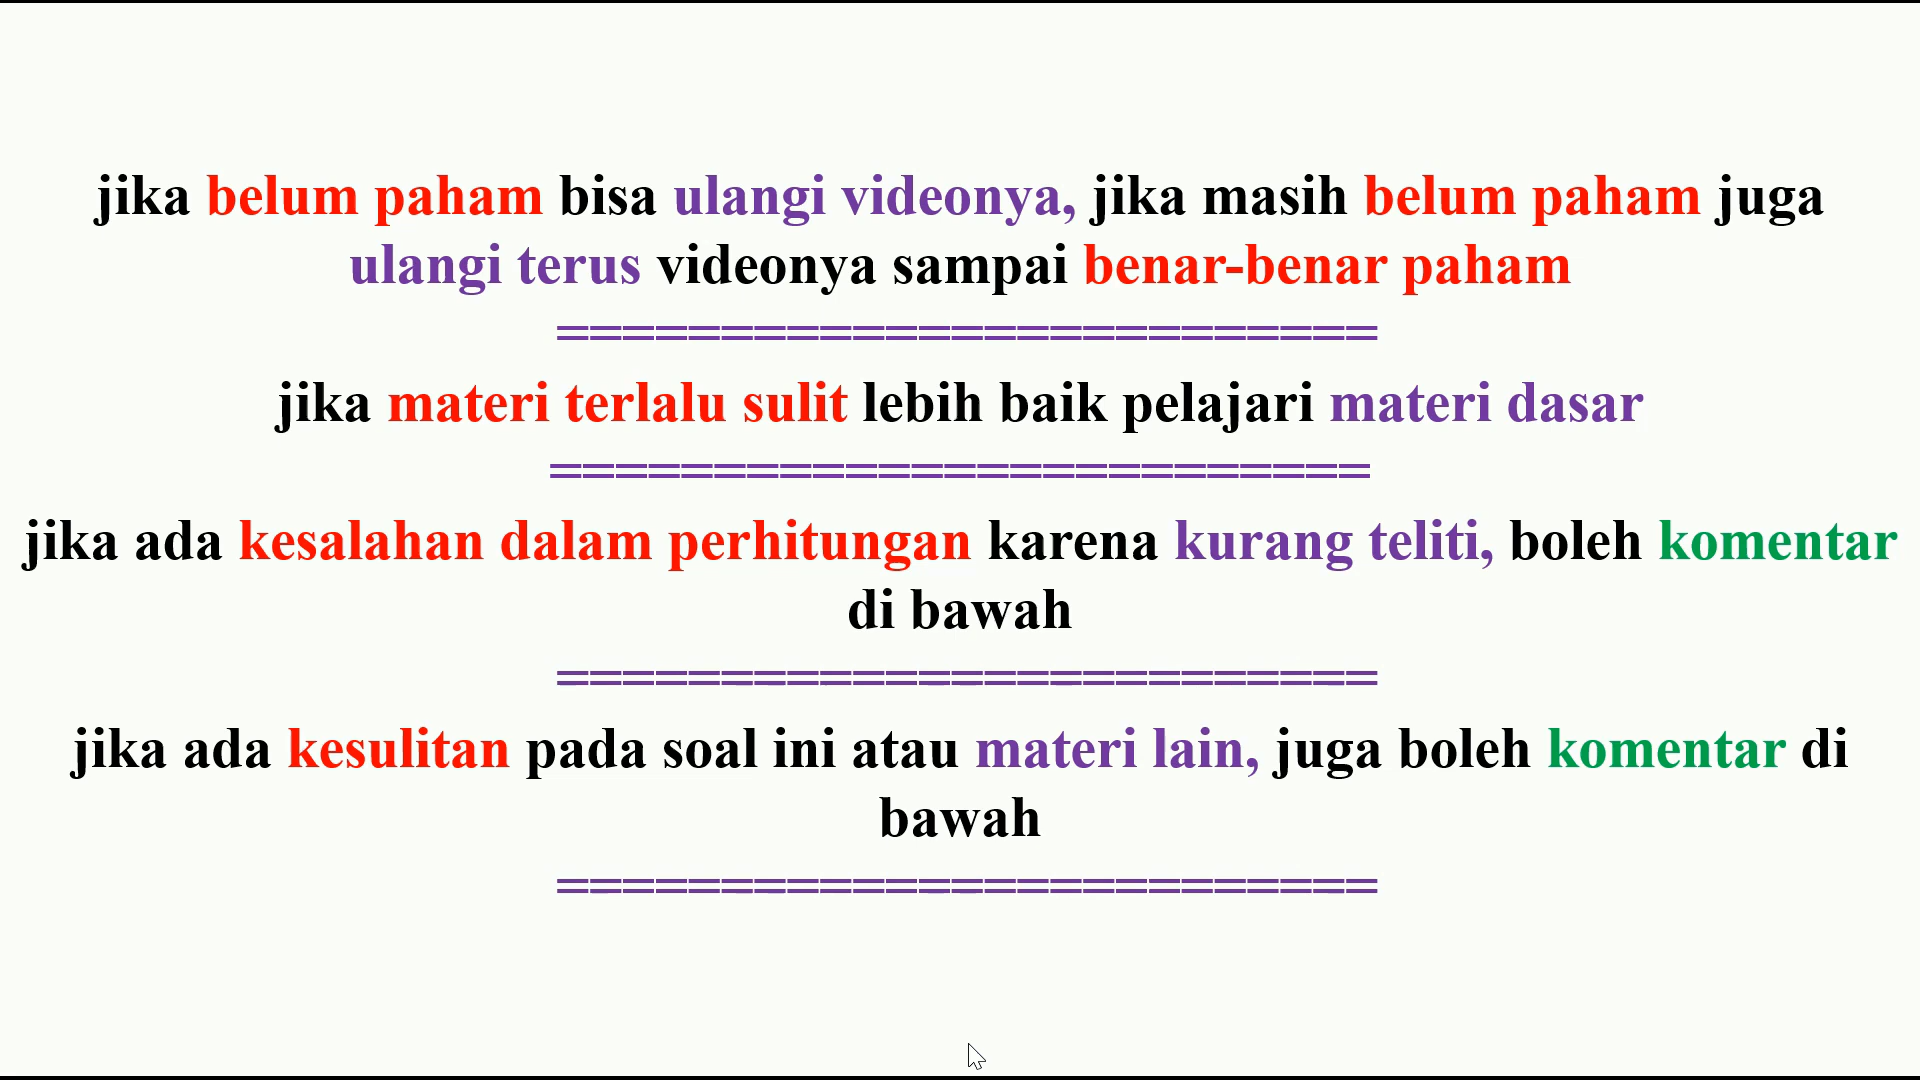 jika belum paham bisa ulangi videonya, jika masih belum paham juga
ulangi terus videonya sampai benar-benar paham
=========================
jika materi terlalu sulit lebih baik pelajari materi dasar
=========================
jika ada kesalahan dalam perhitungan karena kurang teliti, boleh komentar
di bawah
=========================
jika ada kesulitan pada soal ini atau materi lain, juga boleh komentar di
bawah
=========================